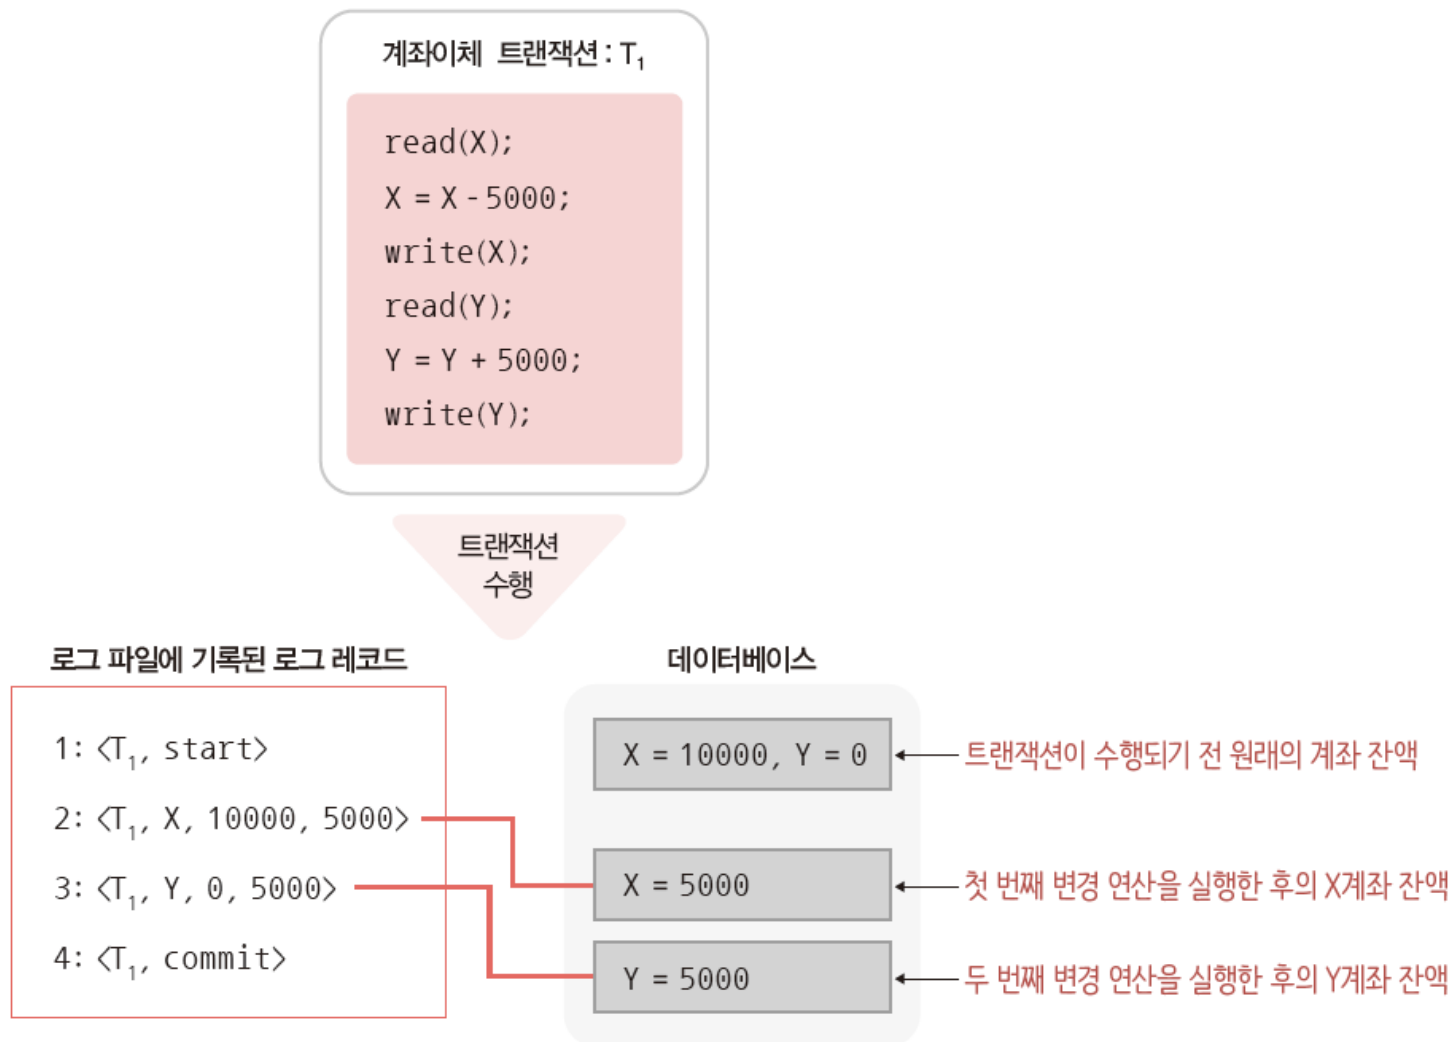 계좌이체 트랜잭션 : T1
read(X);
X = X - 5000;
write(X);
read(Y);
Y = Y + 5000;
write(Y);
트랜잭션
수행
로그 파일에 기록된 로그 레코드
1: <T1, start>
2: <T1, X, 10000, 5000>
3: <T1, Y, 0, 5000>
4: <T1, commit>
데이터베이스
X = 10000, Y = 0
트랜잭션이 수행되기 전 원래의 계좌 잔액
X = 5000
첫 번째 변경 연산을 실행한 후의 X계좌 잔액
Y = 5000
두 번째 변경 연산을 실행한 후의 Y계좌 잔액